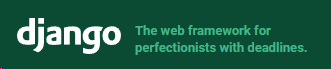 django
The web framework for
perfectionists with deadlines.